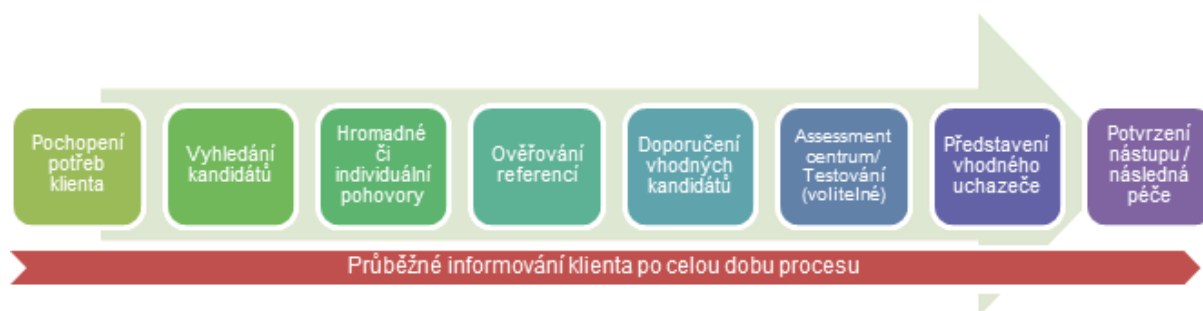 Pochopení
potřeb
klienta
Vyhledání
kandidátů
Hromadné
či
individuální
pohovory
Ověřování
referencí
Doporučení
vhodných
kandidátů
Assessment
centrum/
Testování
(volitelné)
Představení
vhodného
uchazeče
Potvrzení
nástupu /
následná
péče
Průběžné informování klienta po celou dobu procesu